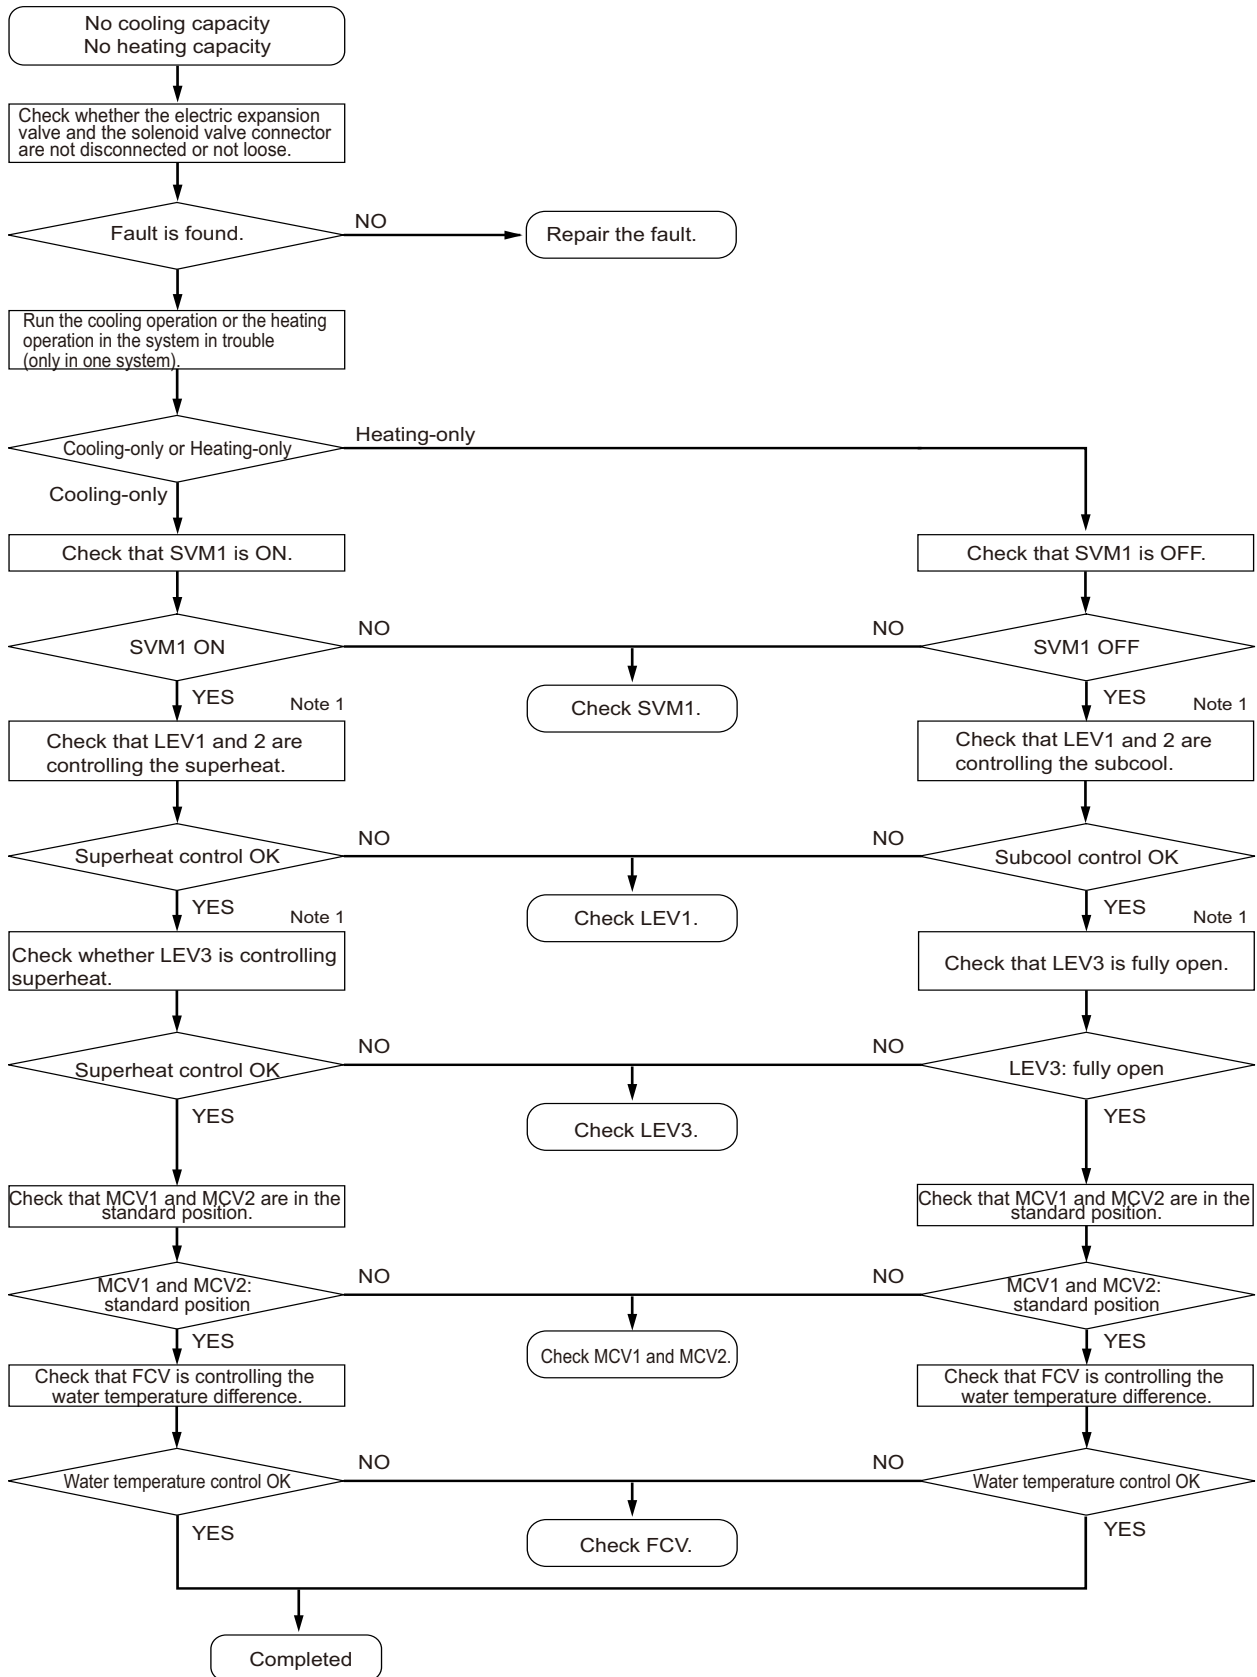 No cooling capacity
No heating capacity
Check whether the electric expansion
valve and the solenoid valve connector
are not disconnected or not loose.
Fault is found.
NO
Repair the fault.
Run the cooling operation or the heating
operation in the system in trouble
(only in one system).
Cooling-only or Heating-only
Heating-only
Cooling-only
Check that SVM1 is ON.
Check that SVM1 is OFF.
SVM1 ON
NO
NO
SVM1 OFF
YES
Note 1
Check SVM1.
YES
Note 1
Check that LEV1 and 2 are
controlling the superheat.
Check that LEV1 and 2 are
controlling the subcool.
Superheat control OK
NO
NO
Subcool control OK
YES
Note 1
Check LEV1.
YES
Note 1
Check whether LEV3 is controlling
superheat.
Check that LEV3 is fully open.
Superheat control OK
NO
NO
LEV3: fully open
YES
Check LEV3.
YES
Check that MCV1 and MCV2 are in the
standard position.
Check that MCV1 and MCV2 are in the
standard position.
MCV1 and MCV2:
standard position
NO
NO
MCV1 and MCV2:
standard position
YES
Check MCV1 and MCV2.
YES
Check that FCV is controlling the
water temperature difference.
Check that FCV is controlling the
water temperature difference.
Water temperature control OK
NO
NO
Water temperature control OK
YES
Check FCV.
YES
Completed